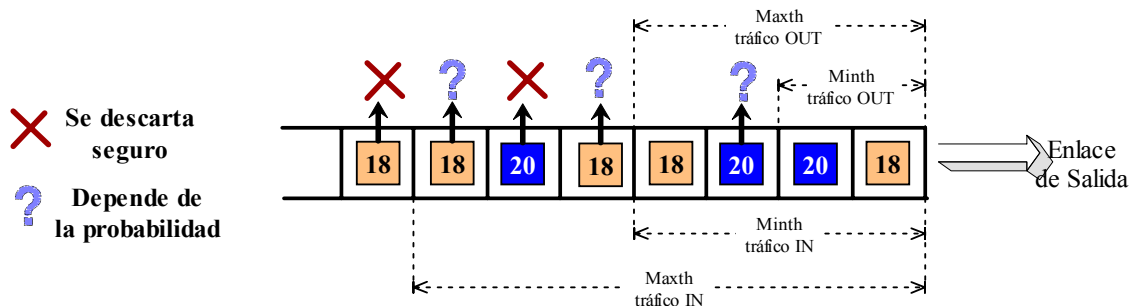 Maxth
tráfico OUT
Minth
tráfico OUT
Se descarta
seguro
18 18 20 18 18 20 20 18
Enlace
de Salida
Depende de
la probabilidad
Minth
tráfico IN
Maxth
tráfico IN